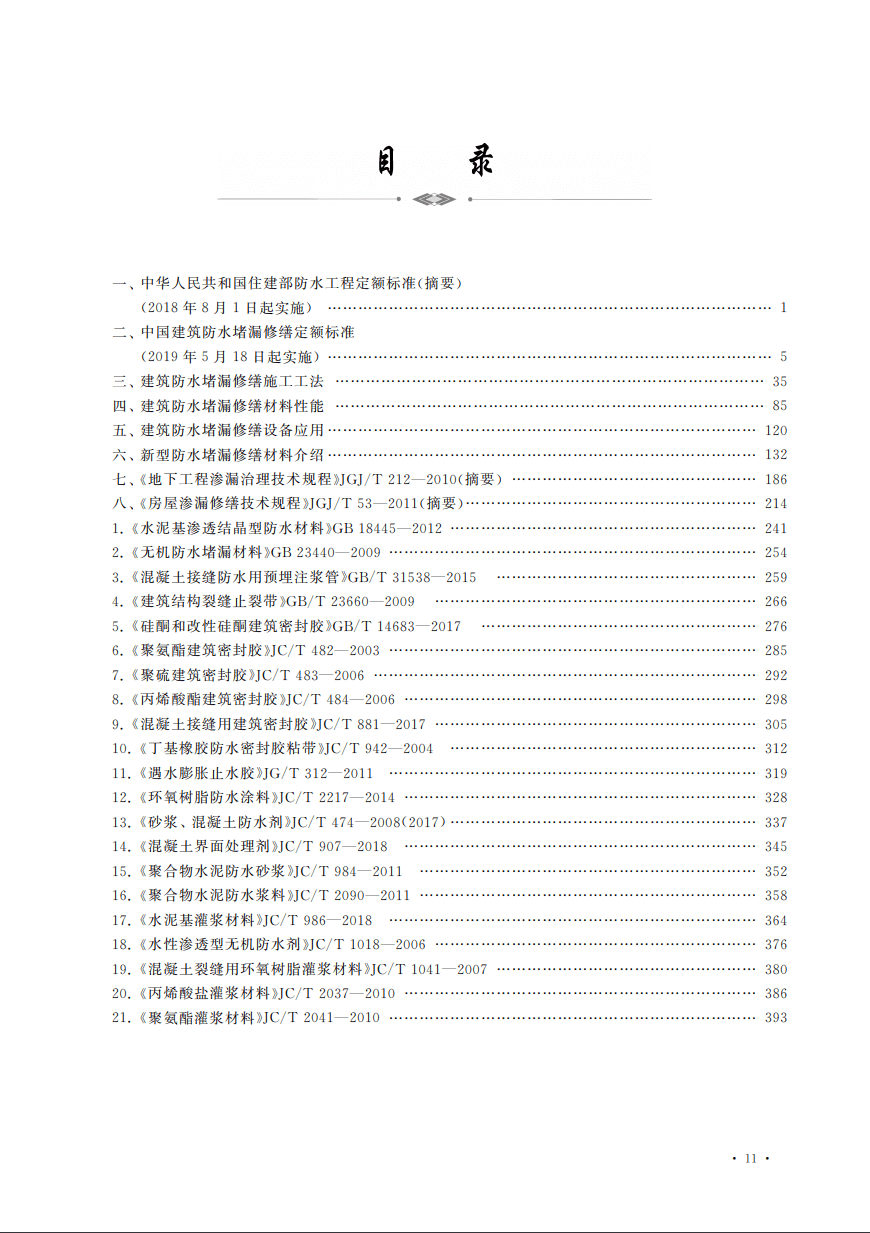 目 录
一、中华人民共和国住建部防水工程定额标准(摘要)
(2018 年 8 月 1 日起实施) …………………………………………………… 1
二、中国建筑防水堵漏修缮定额标准
(2019 年 5 月 18 日起实施) …………………………………………………… 5
三、建筑防水堵漏修缮施工工法 …………………………………………………… 35
四、建筑防水堵漏修缮材料性能 …………………………………………………… 85
五、建筑防水堵漏修缮设备应用 …………………………………………………… 120
六、新型防水堵漏修缮材料介绍 …………………………………………………… 132
七、《地下工程渗漏治理技术规程》JGJ/T 212—2010(摘要) ……………………………… 186
八、《房屋渗漏修缮技术规程》JGJ/T 53—2011(摘要) ……………………………………… 214
1.《水泥基渗透结晶型防水材料》GB 18445—2012 ……………………………………… 241
2.《无机防水堵漏材料》GB 23440—2009 ……………………………………………… 254
3.《混凝土接缝防水用预埋注浆管》GB/T 31538—2015 ……………………………… 259
4.《建筑结构裂缝止裂带》GB/T 23660—2009 ……………………………………… 266
5.《硅酮和改性硅酮建筑密封胶》GB/T 14683—2017 ………………………………… 276
6.《聚氨酯建筑密封胶》JC/T 482—2003 ……………………………………………… 285
7.《聚硫建筑密封胶》JC/T 483—2006 ………………………………………………… 292
8.《丙烯酸酯建筑密封胶》JC/T 484—2006 …………………………………………… 298
9.《混凝土接缝用建筑密封胶》JC/T 881—2017 ……………………………………… 305
10.《丁基橡胶防水密封胶粘带》JC/T 942—2004 ……………………………………… 312
11.《遇水膨胀止水胶》JG/T 312—2011 ……………………………………………… 319
12.《环氧树脂防水涂料》JC/T 2217—2014 …………………………………………… 328
13.《砂浆、混凝土防水剂》JC/T 474—2008(2017) ……………………………………… 337
14.《混凝土界面处理剂》JC/T 907—2018 ……………………………………………… 345
15.《聚合物水泥防水砂浆》JC/T 984—2011 …………………………………………… 352
16.《聚合物水泥防水浆料》JC/T 2090—2011 ………………………………………… 358
17.《水泥基灌浆材料》JC/T 986—2018 ……………………………………………… 364
18.《水性渗透型无机防水剂》JC/T 1018—2006 ……………………………………… 376
19.《混凝土裂缝用环氧树脂灌浆材料》JC/T 1041—2007 ……………………………… 380
20.《丙烯酸盐灌浆材料》JC/T 2037—2010 …………………………………………… 386
21.《聚氨酯灌浆材料》JC/T 2041—2010 ……………………………………………… 393
· 11 ·